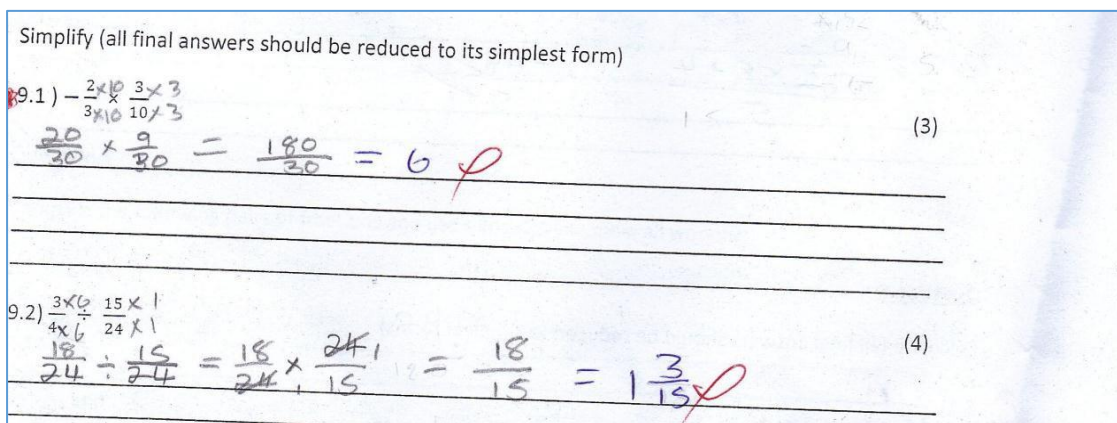 Simplify (all final answers should be reduced to its simplest form)
9.1 ) − 2×10/3×10 × 3×3/10×3
(3)
20/30 × 9/30 = 180/30 = 6
9.2) 3×6/4×6 ÷ 15×1/24×1
(4)
18/24 ÷ 15/24 = 18/24 1 × 24 1/15 = 18/15 = 1 3/15